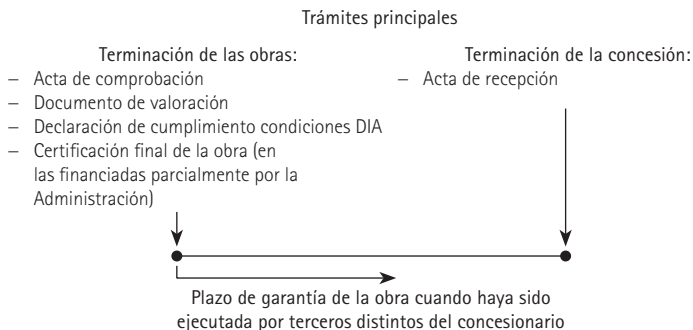 Trámites principales
Terminación de las obras:
– Acta de comprobación
– Documento de valoración
– Declaración de cumplimiento condiciones DIA
– Certificación final de la obra (en
las financiadas parcialmente por la
Administración)
Terminación de la concesión:
– Acta de recepción
Plazo de garantía de la obra cuando haya sido
ejecutada por terceros distintos del concesionario